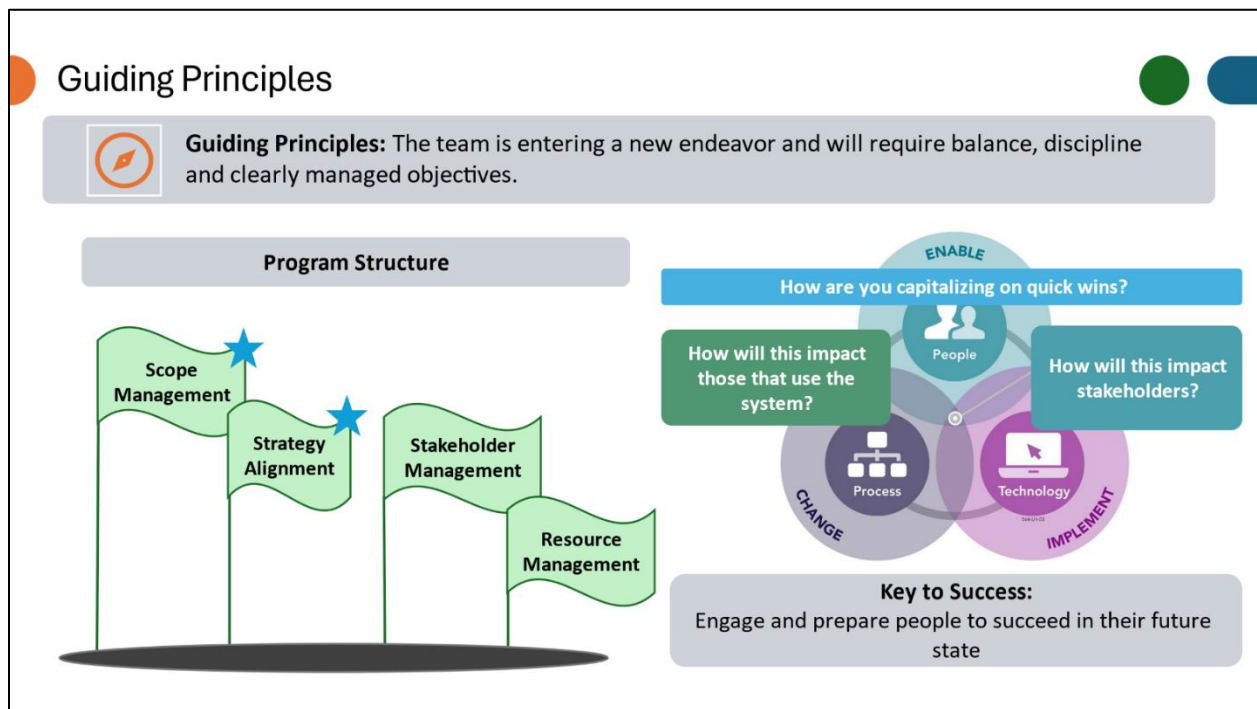 Guiding Principles
Guiding Principles: The team is entering a new endeavor and will require balance, discipline
and clearly managed objectives.
Program Structure
Scope
Management
Strategy
Alignment
Stakeholder
Management
Resource
Management
ENABLE
How are you capitalizing on quick wins?
People
How will this impact
those that use the
system?
How will this impact
stakeholders?
Process
Technology
CHANGE
IMPLEMENT
Key to Success:
Engage and prepare people to succeed in their future
state